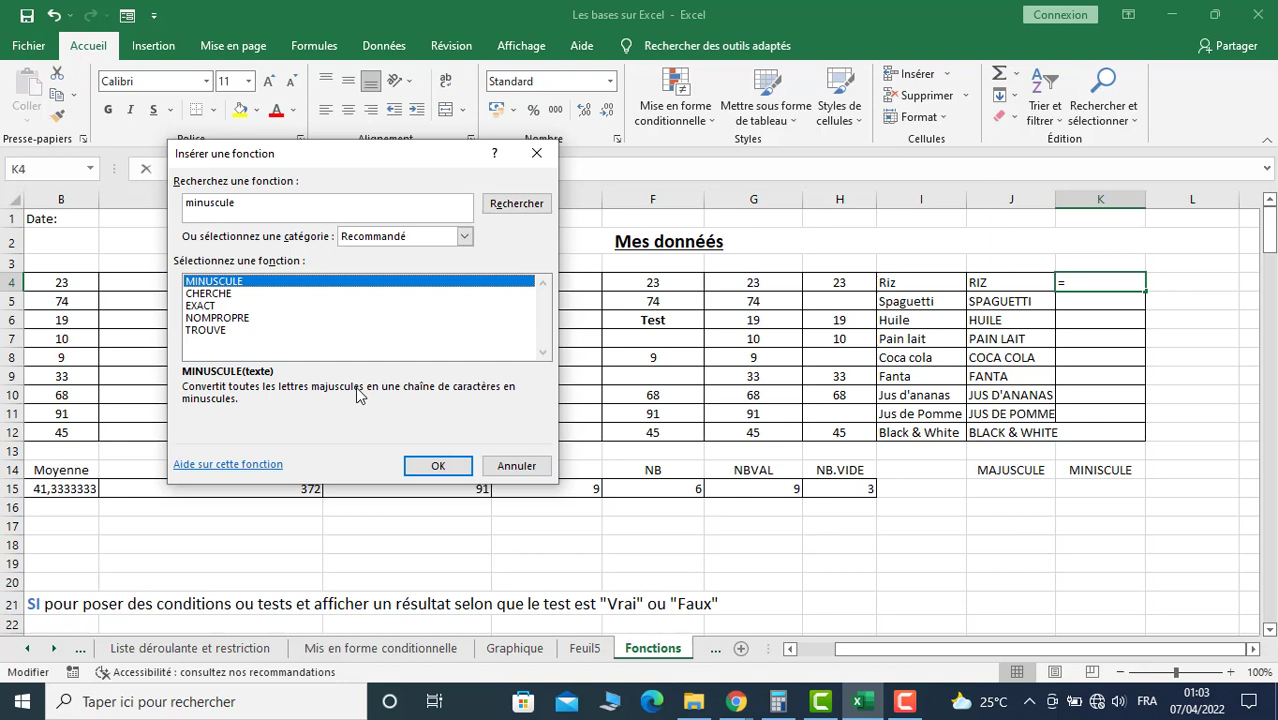 Les bases sur Excel - Excel
Connexion
Fichier Accueil Insertion Mise en page Formules Données Révision Affichage Aide Rechercher des outils adaptés Partager
Coller
Calibri 11
Standard
Mise en forme conditionnelle
Mettre sous forme de tableau
Styles de cellules
Insérer
Supprimer
Format
Trier et filtrer
Rechercher et sélectionner
Presse-papiers Police Alignement Nombre Styles Cellules Édition
K4
Insérer une fonction ?
Recherchez une fonction :
minuscule
Rechercher
Ou sélectionnez une catégorie : Recommandé
Sélectionnez une fonction :
MINUSCULE
CHERCHE
EXACT
NOMPROPRE
TROUVE
MINUSCULE(texte)
Convertit toutes les lettres majuscules en une chaîne de caractères en
minuscules.
Aide sur cette fonction OK Annuler
B F G H I J K L
1 Date:
2 Mes donneés
3
4 23 23 23 23 Riz RIZ =
5 74 74 74 Spaguetti SPAGUETTI
6 19 Test 19 19 Huile HUILE
7 10 10 10 Pain lait PAIN LAIT
8 9 9 9 Coca cola COCA COLA
9 33 33 33 Fanta FANTA
10 68 68 68 68 Jus d'ananas JUS D'ANANAS
11 91 91 91 Jus de Pomme JUS DE POMME
12 45 45 45 45 Black & White BLACK & WHITE
13
14 Moyenne NB NBVAL NB.VIDE MAJUSCULE MINISCULE
15 41,3333333 372 91 9 6 9 3
16
17
18
19
20
21 SI pour poser des conditions ou tests et afficher un résultat selon que le test est "Vrai" ou "Faux"
22
... Liste déroulante et restriction Mis en forme conditionnelle Graphique Feuil5 Fonctions ...
Modifier Accessibilité : consultez nos recommandations 100%
Taper ici pour rechercher
25°C FRA
01:03
07/04/2022